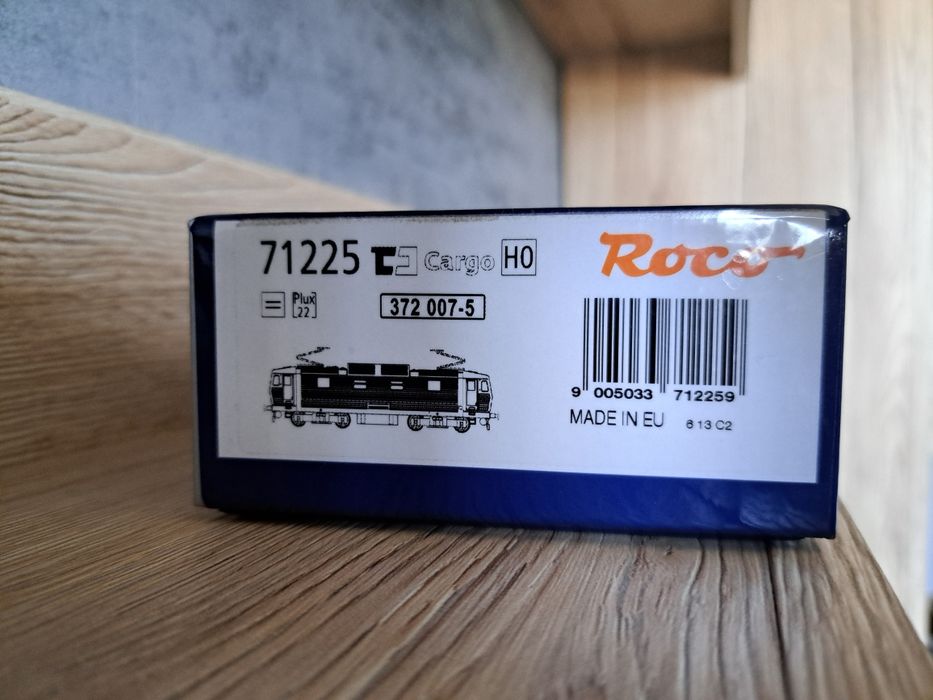 71225 Cargo H0
Roco
Plux
22
372 007-5
9 005033 712259
MADE IN EU 6 13 C2